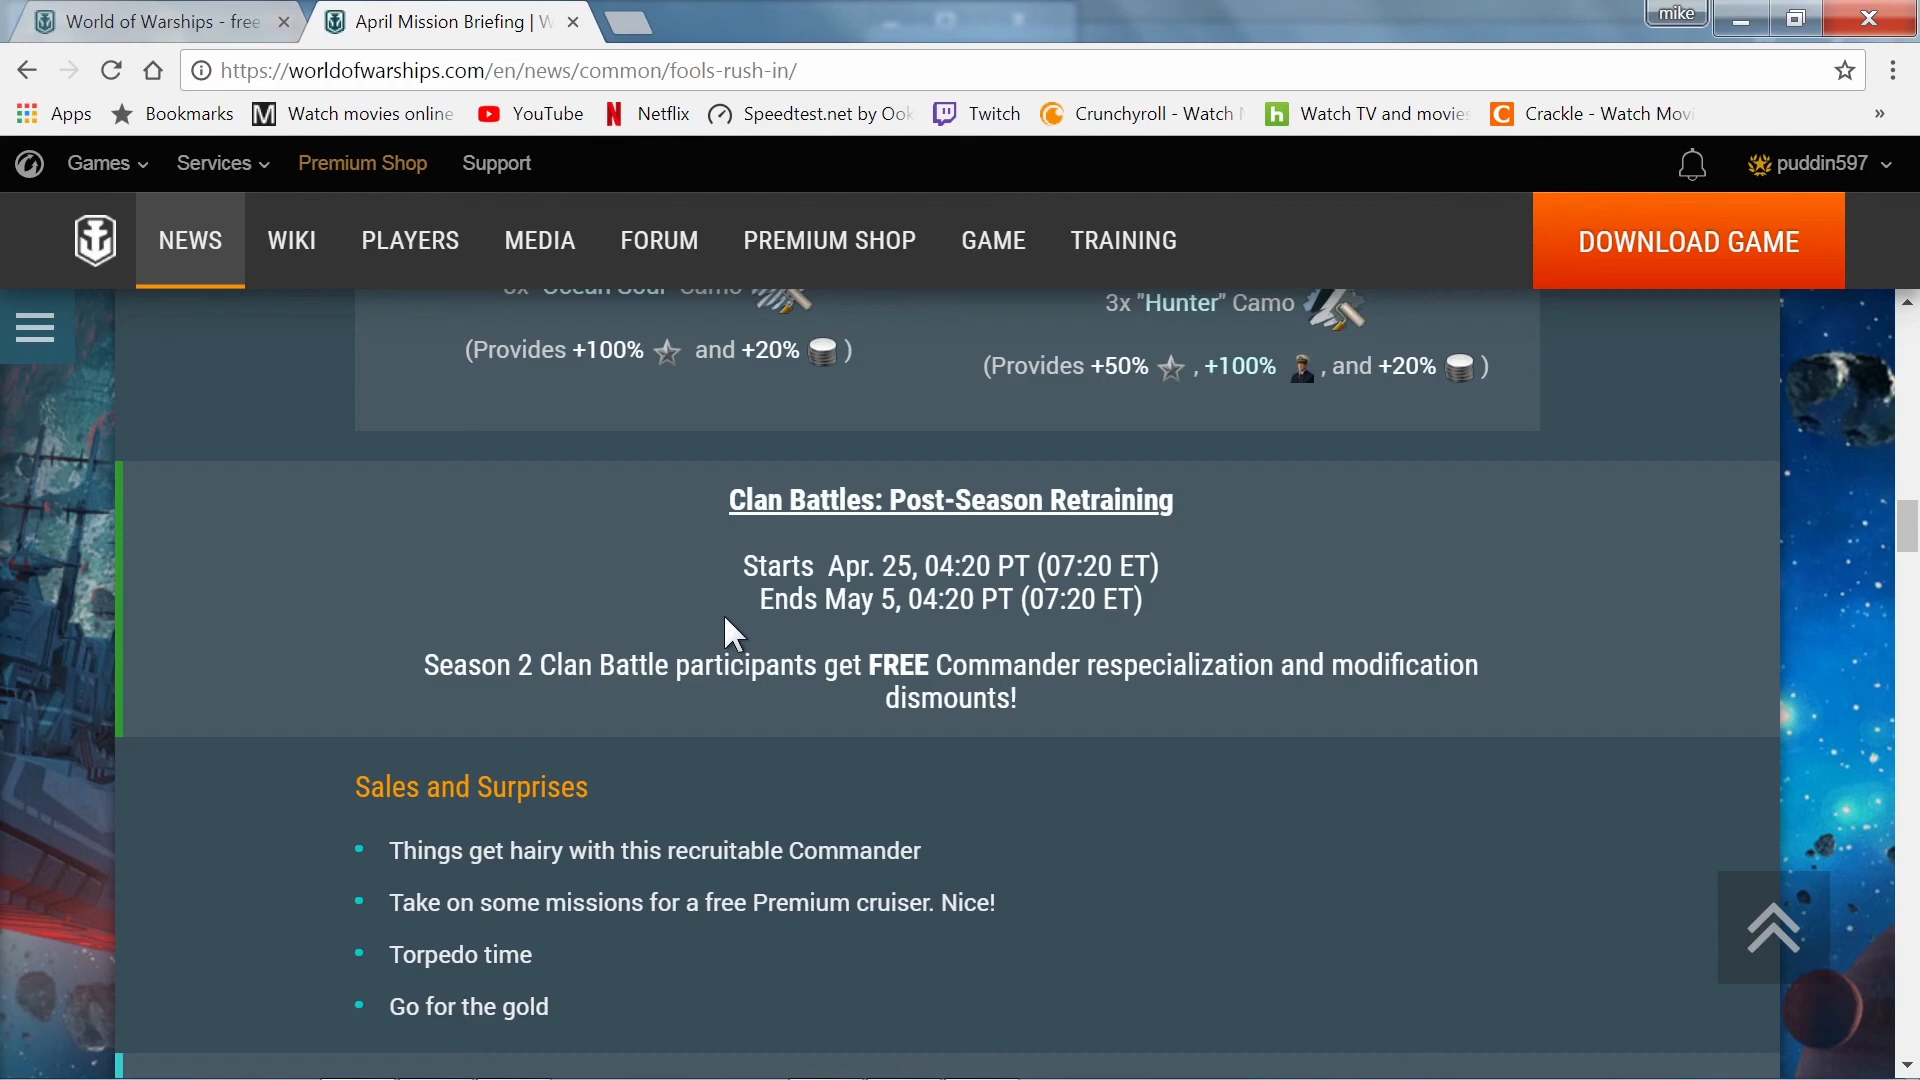 World of Warships - free
April Mission Briefing | W
mike
https://worldofwarships.com/en/news/common/fools-rush-in/
Apps
Bookmarks
M Watch movies online
YouTube
Netflix
Speedtest.net by Ook
Twitch
Crunchyroll - Watch
h Watch TV and movies
C Crackle - Watch Movi
»
Games
Services
Premium Shop
Support
puddin597
NEWS
WIKI
PLAYERS
MEDIA
FORUM
PREMIUM SHOP
GAME
TRAINING
DOWNLOAD GAME
3x "Ocean Soul" Camo
(Provides +100% and +20% )
3x "Hunter" Camo
(Provides +50% , +100% , and +20% )
Clan Battles: Post-Season Retraining
Starts Apr. 25, 04:20 PT (07:20 ET)
Ends May 5, 04:20 PT (07:20 ET)
Season 2 Clan Battle participants get FREE Commander respecialization and modification
dismounts!
Sales and Surprises
• Things get hairy with this recruitable Commander
• Take on some missions for a free Premium cruiser. Nice!
• Torpedo time
• Go for the gold